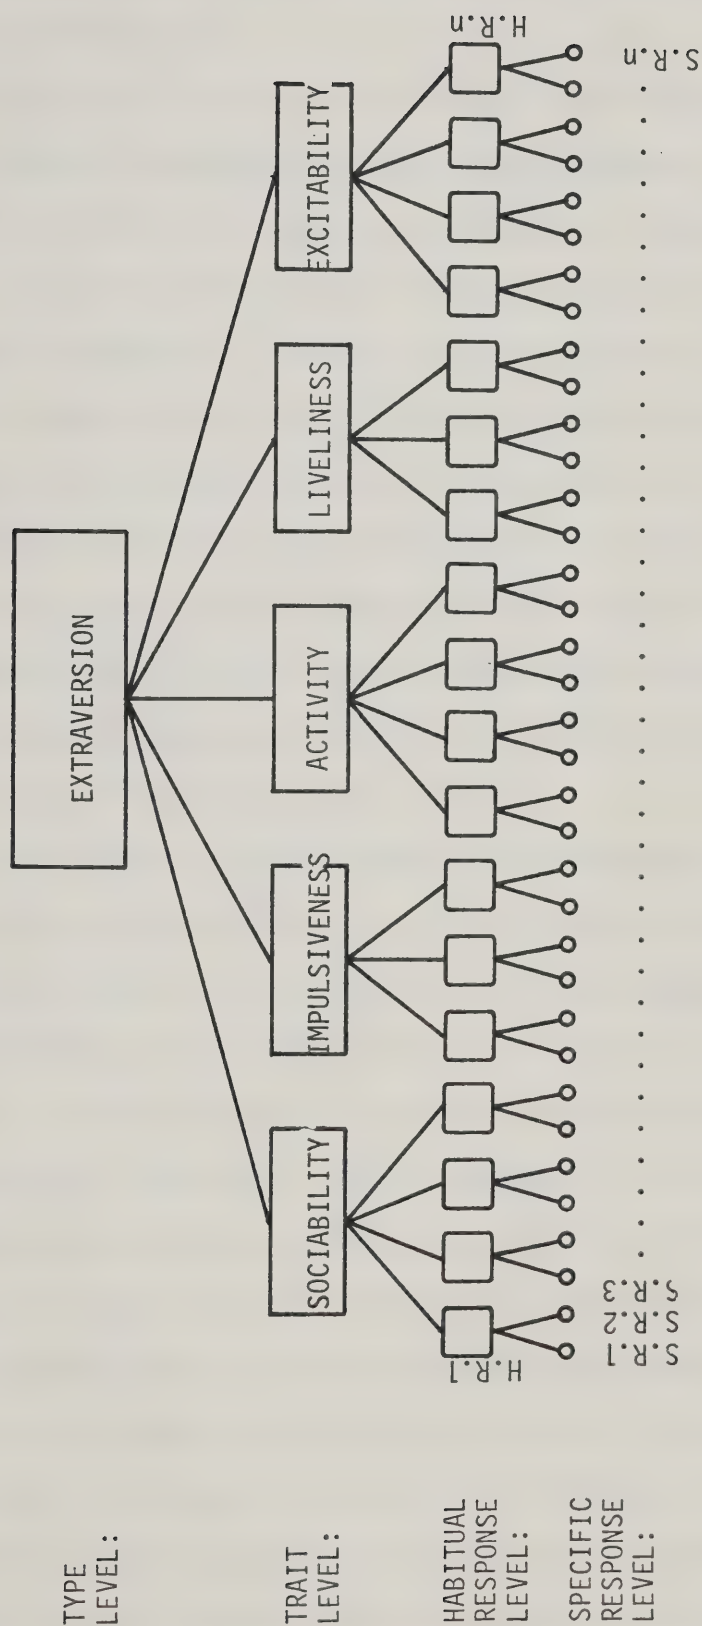 TYPE
LEVEL:
EXTRAVERSION
TRAIT
LEVEL:
SOCIABILITY
IMPULSIVENESS
ACTIVITY
LIVELINESS
EXCITABILITY
HABITUAL
RESPONSE
LEVEL:
H.R.1
H.R.n
SPECIFIC
RESPONSE
LEVEL:
S.R.1
S.R.2
S.R.3
S.R.n